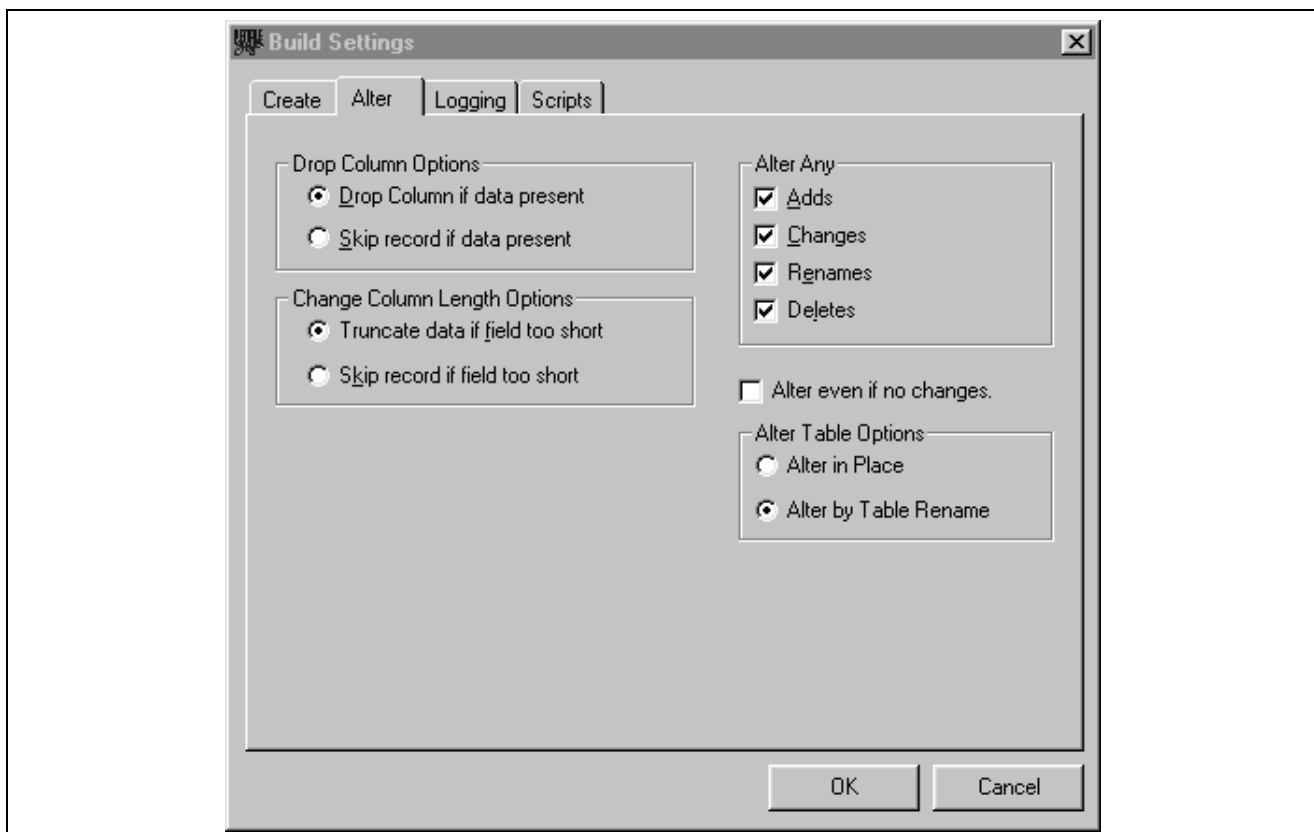 Build Settings
Create Alter Logging Scripts
Drop Column Options
Drop Column if data present
Skip record if data present
Change Column Length Options
Truncate data if field too short
Skip record if field too short
Alter Any
Adds
Changes
Renames
Deletes
Alter even if no changes.
Alter Table Options
Alter in Place
Alter by Table Rename
OK Cancel